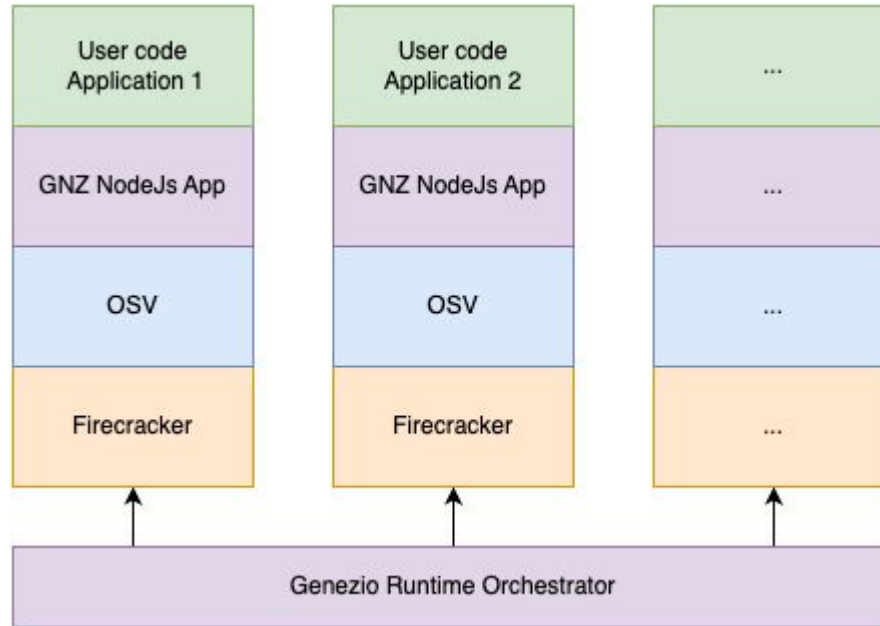 User code
Application 1
User code
Application 2
...
GNZ NodeJs App
GNZ NodeJs App
...
OSV
OSV
...
Firecracker
Firecracker
...
Genezio Runtime Orchestrator